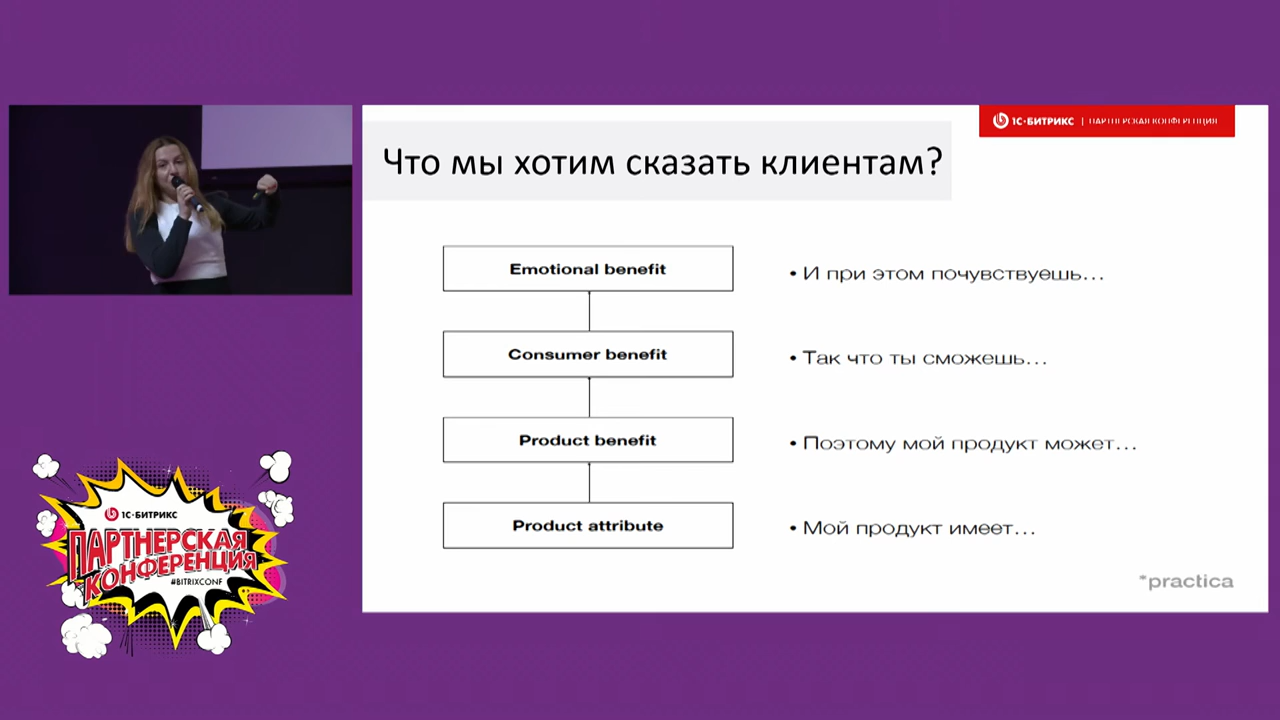 1С-БИТРИКС | ПАРТНЕРСКАЯ КОНФЕРЕНЦИЯ
Что мы хотим сказать клиентам?
Emotional benefit
• И при этом почувствуешь...
Consumer benefit
• Так что ты сможешь...
Product benefit
• Поэтому мой продукт может...
Product attribute
• Мой продукт имеет...
*practica
1С-БИТРИКС
ПАРТНЕРСКАЯ
КОНФЕРЕНЦИЯ
#BITRIXCONF